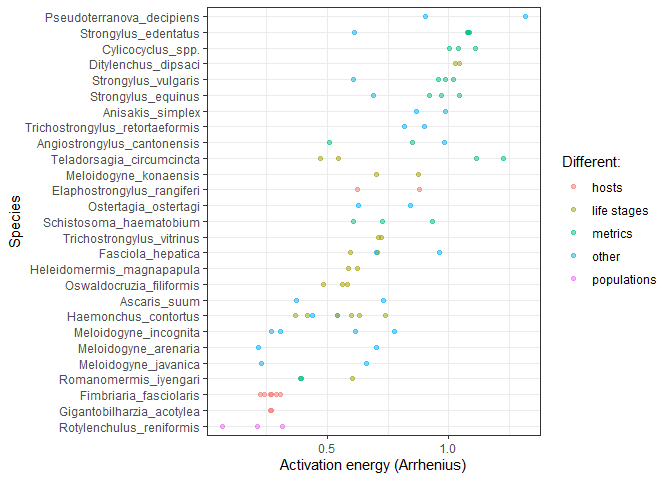 Pseudoterranova_decipiens
Strongylus_edentatus
Cylicocyclus_spp.
Ditylenchus_dipsaci
Strongylus_vulgaris
Strongylus_equinus
Anisakis_simplex
Trichostrongylus_retortaeformis
Angiostrongylus_cantonensis
Teladorsagia_circumcincta
Meloidogyne_konaensis
Elaphostrongylus_rangiferi
Ostertagia_ostertagi
Schistosoma_haematobium
Trichostrongylus_vitrinus
Fasciola_hepatica
Heleidomermis_magnapapula
Oswaldocruzia_filiformis
Ascaris_suum
Haemonchus_contortus
Meloidogyne_incognita
Meloidogyne_arenaria
Meloidogyne_javanica
Romanomermis_iyengari
Fimbriaria_fasciolaris
Gigantobilharzia_acotylea
Rotylenchulus_reniformis
Species
0.5 1.0
Activation energy (Arrhenius)
Different:
hosts
life stages
metrics
other
populations